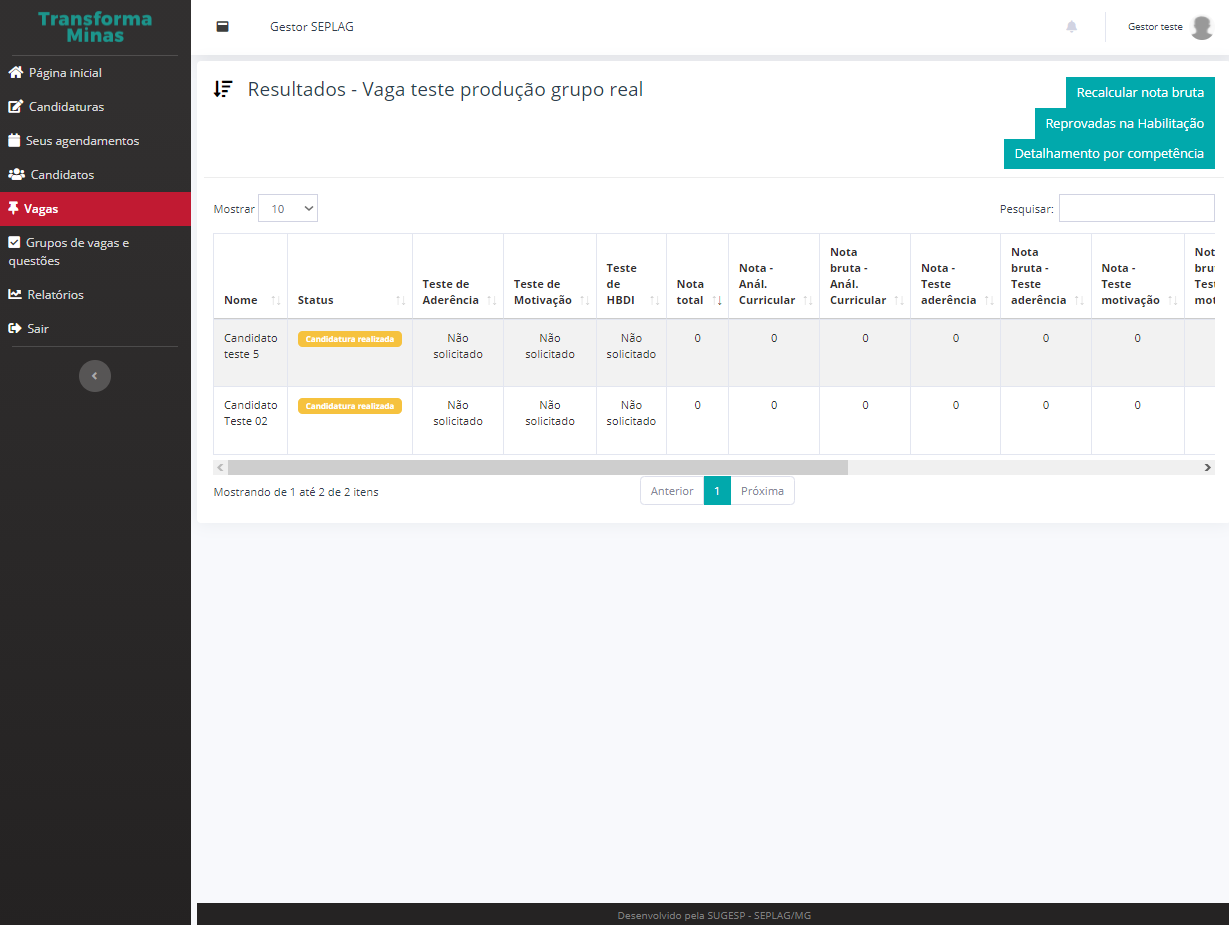 Transforma
Minas
Gestor SEPLAG
Gestor teste
Página inicial
Candidaturas
Seus agendamentos
Candidatos
Vagas
Grupos de vagas e
questões
Relatórios
Sair
Resultados - Vaga teste produção grupo real
Recalcular nota bruta
Reprovadas na Habilitação
Detalhamento por competência
Mostrar 10
Pesquisar:
Nome
Status
Teste de
Aderência
Teste de
Motivação
Teste
de
HBDI
Nota
total
Nota -
Anál.
Curricular
Nota
bruta -
Anál.
Curricular
Nota -
Teste
aderência
Nota
bruta -
Teste
aderência
Nota -
Teste
motivação
Candidato
teste 5
Candidatura realizada
Não
solicitado
Não
solicitado
Não
solicitado
0
0
0
0
0
0
Candidato
Teste 02
Candidatura realizada
Não
solicitado
Não
solicitado
Não
solicitado
0
0
0
0
0
0
Mostrando de 1 até 2 de 2 itens
Anterior 1 Próxima
Desenvolvido pela SUGESP - SEPLAG/MG